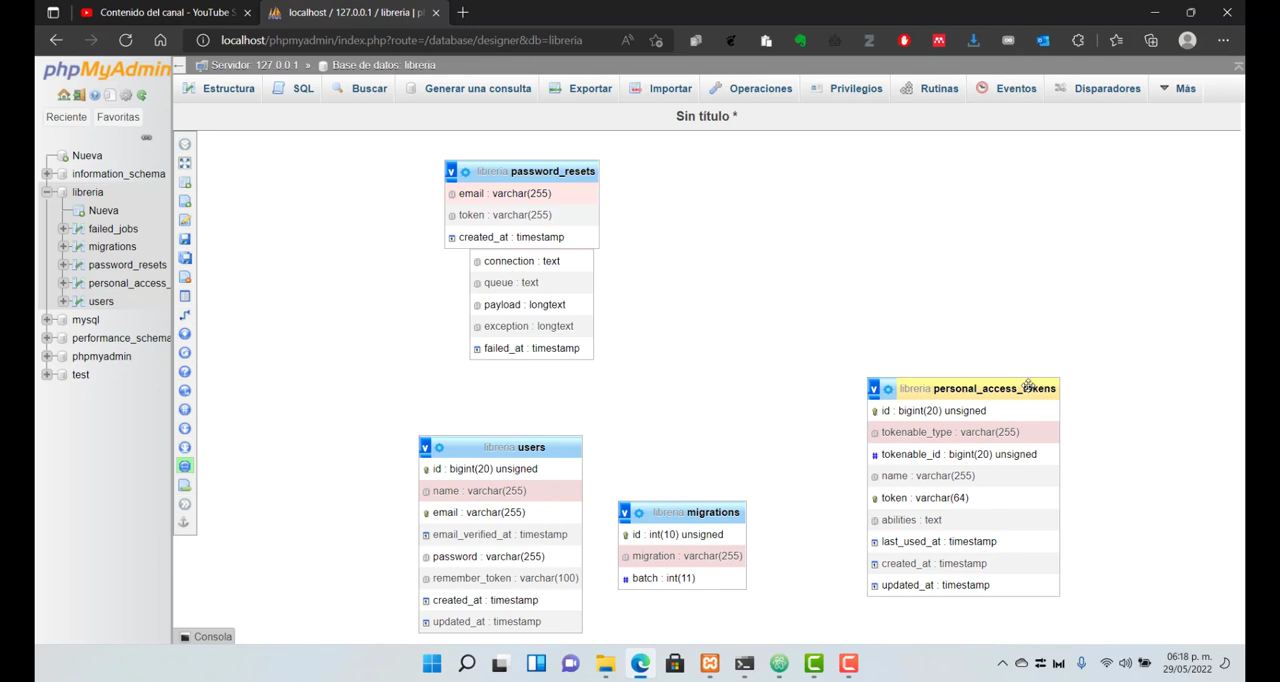 Contenido del canal - YouTube S
localhost / 127.0.0.1 / libreria | p
localhost/phpmyadmin/index.php?route=/database/designer&db=libreria
phpMyAdmin
Reciente Favoritas
Nueva
information_schema
libreria
Nueva
failed_jobs
migrations
password_resets
personal_access_
users
mysql
performance_schema
phpmyadmin
test
Servidor: 127.0.0.1 » Base de datos: libreria
Estructura SQL Buscar Generar una consulta Exportar Importar Operaciones Privilegios Rutinas Eventos Disparadores Más
Sin título *
libreria password_resets
email : varchar(255)
token : varchar(255)
created_at : timestamp
connection : text
queue : text
payload : longtext
exception : longtext
failed_at : timestamp
libreria users
id : bigint(20) unsigned
name : varchar(255)
email : varchar(255)
email_verified_at : timestamp
password : varchar(255)
remember_token : varchar(100)
created_at : timestamp
updated_at : timestamp
libreria migrations
id : int(10) unsigned
migration : varchar(255)
batch : int(11)
libreria personal_access_tokens
id : bigint(20) unsigned
tokenable_type : varchar(255)
tokenable_id : bigint(20) unsigned
name : varchar(255)
token : varchar(64)
abilities : text
last_used_at : timestamp
created_at : timestamp
updated_at : timestamp
Consola
06:18 p. m.
29/05/2022